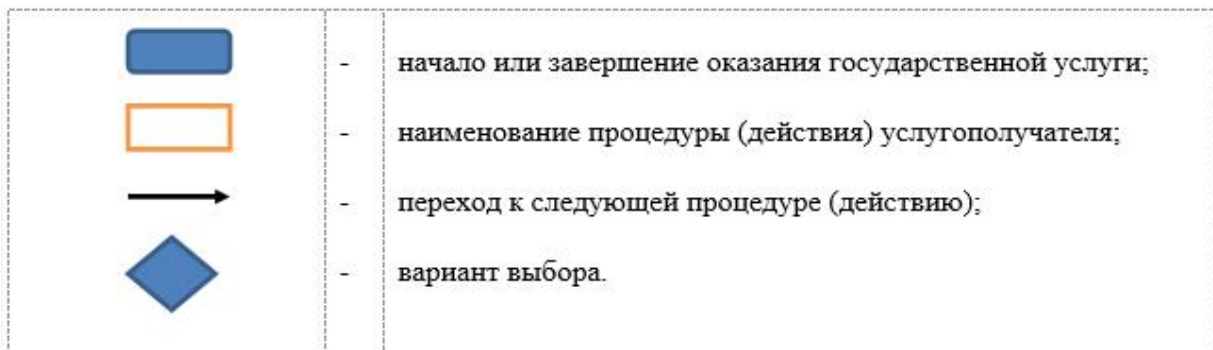 - начало или завершение оказания государственной услуги;
- наименование процедуры (действия) услугополучателя;
- переход к следующей процедуре (действию);
- вариант выбора.